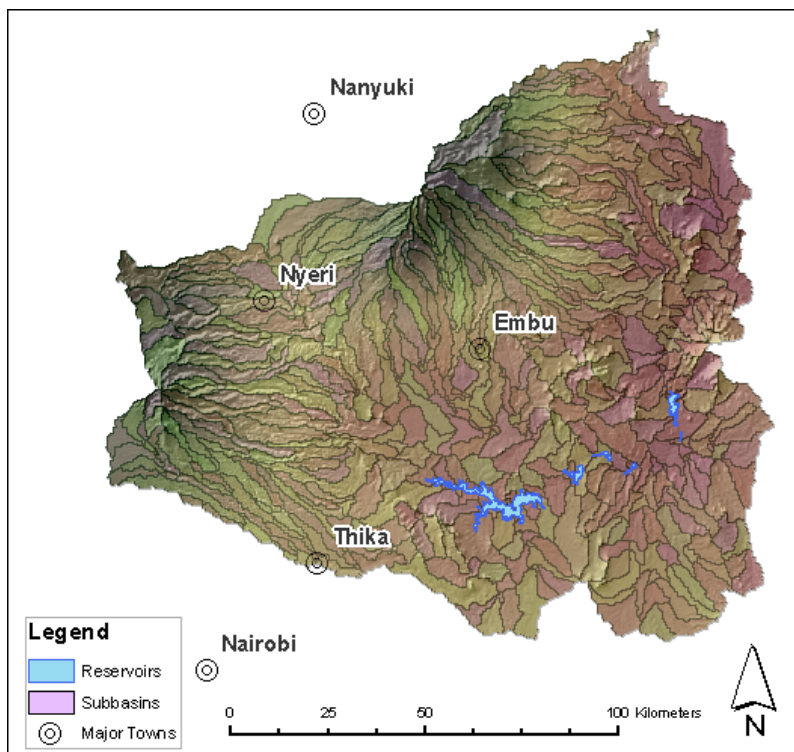 Nanyuki
Nyeri
Embu
Thika
Nairobi
Legend
Reservoirs
Subbasins
Major Towns
0 25 50 100 Kilometers
N